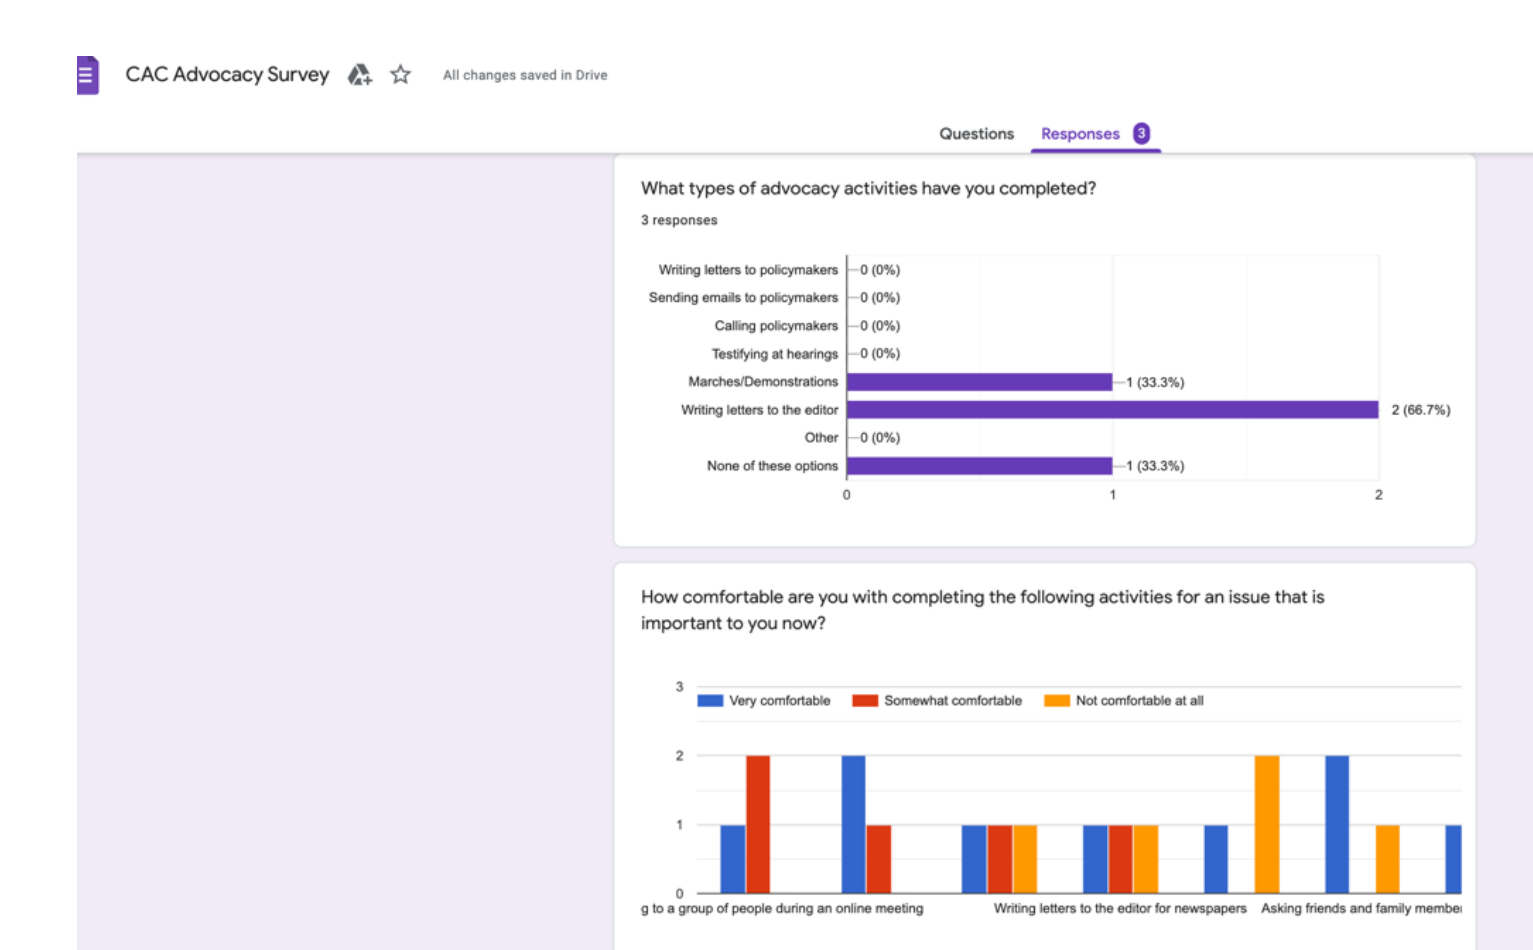 CAC Advocacy Survey All changes saved in Drive
Questions Responses 3
What types of advocacy activities have you completed?
3 responses
Writing letters to policymakers 0 (0%)
Sending emails to policymakers 0 (0%)
Calling policymakers 0 (0%)
Testifying at hearings 0 (0%)
Marches/Demonstrations 1 (33.3%)
Writing letters to the editor 2 (66.7%)
Other 0 (0%)
None of these options 1 (33.3%)
0 1 2
How comfortable are you with completing the following activities for an issue that is
important to you now?
3
Very comfortable Somewhat comfortable Not comfortable at all
2
1
0
g to a group of people during an online meeting Writing letters to the editor for newspapers Asking friends and family member